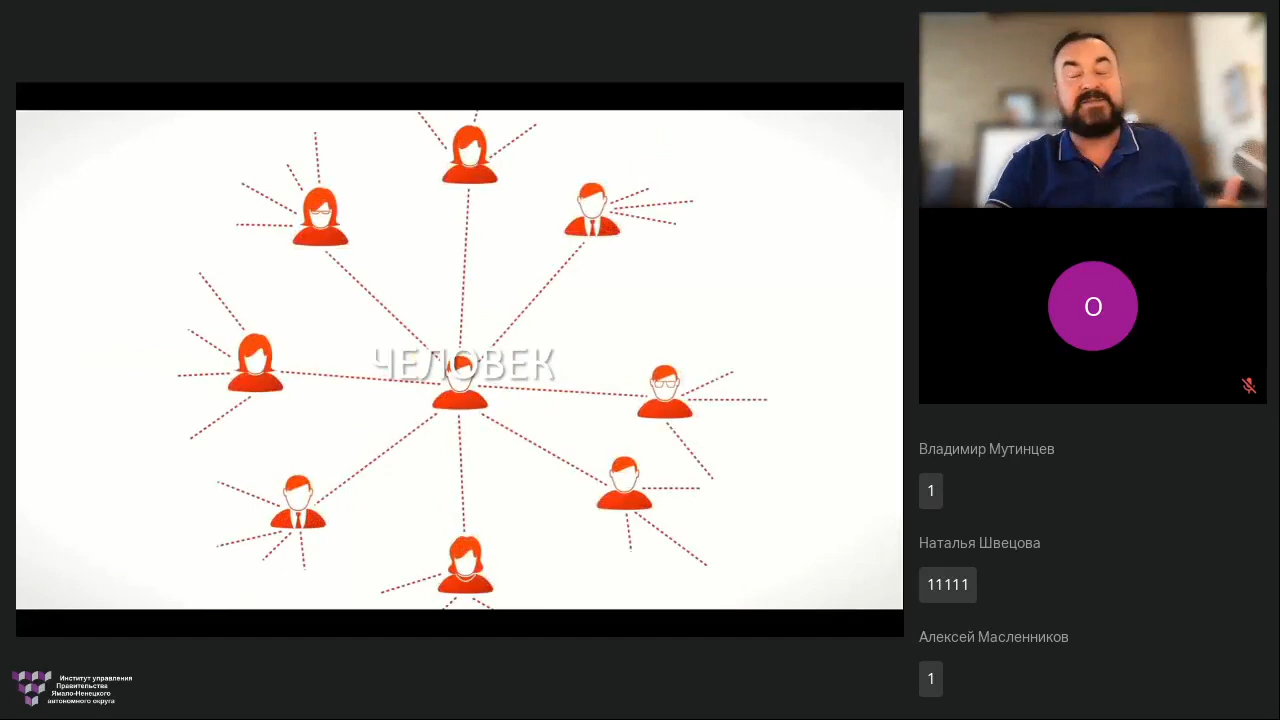 ЧЕЛОВЕК
О
Владимир Мутинцев
1
Наталья Швецова
11111
Алексей Масленников
1
Институт управления
Правительства
Ямало-Ненецкого
автономного округа